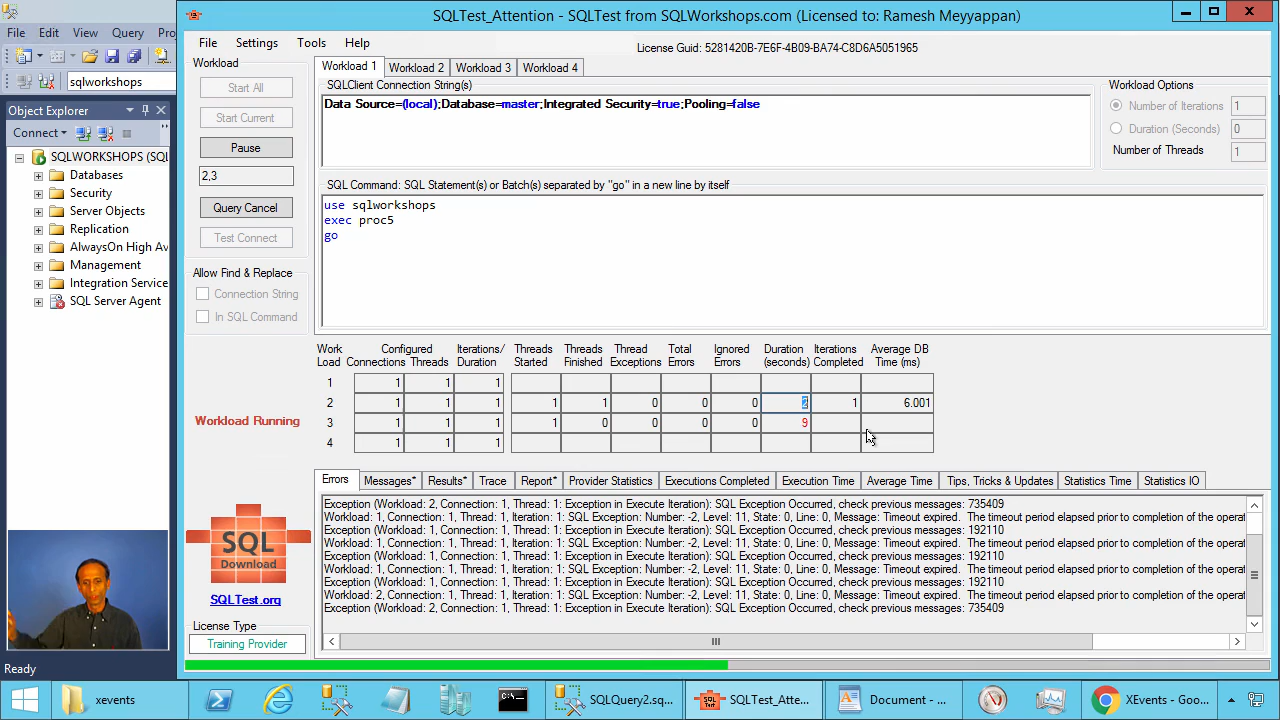 SQLTest_Attention - SQLTest from SQLWorkshops.com (Licensed to: Ramesh Meyyappan)
File Edit View Query Pro
File Settings Tools Help
License Guid: 5281420B-7E5F-4B09-BA74-C8D6A5051965
sqlworkshops
Object Explorer
Connect
SQLWORKSHOPS (SQL
Databases
Security
Server Objects
Replication
AlwaysOn High Av
Management
Integration Service
SQL Server Agent
Ready
Workload
Start All
Start Current
Pause
2,3
Query Cancel
Test Connect
Allow Find & Replace
Connection String
In SQL Command
Workload Running
SQL
Download
SQLTest.org
License Type
Training Provider
Workload 1 Workload 2 Workload 3 Workload 4
SQLClient Connection String(s)
Data Source=(local);Database=master;Integrated Security=true;Pooling=false
Workload Options
Number of Iterations 1
Duration (Seconds) 0
Number of Threads 1
SQL Command: SQL Statement(s) or Batch(s) separated by "go" in a new line by itself
use sqlworkshops
exec proc5
go
Work Configured Iterations/ Threads Threads Thread Total Ignored Duration Iterations Average DB
Load Connections Threads Duration Started Finished Exceptions Errors Errors (seconds) Completed Time (ms)
1 1 1 1
2 1 1 1 1 1 0 0 0 2 1 6.001
3 1 1 1 1 0 0 0 0 9
4 1 1 1
Errors Messages* Results* Trace Report* Provider Statistics Executions Completed Execution Time Average Time Tips, Tricks & Updates Statistics Time Statistics IO
Exception (Workload: 2, Connection: 1, Thread: 1: Exception in Execute Iteration): SQL Exception Occurred, check previous messages: 735409
Workload: 1, Connection: 1, Thread: 1, Iteration: 1: SQL Exception: Number: -2, Level: 11, State: 0, Line: 0, Message: Timeout expired. The timeout period elapsed prior to completion of the operat
Exception (Workload: 1, Connection: 1, Thread: 1: Exception in Execute Iteration): SQL Exception Occurred, check previous messages: 192110
Workload: 1, Connection: 1, Thread: 1, Iteration: 1: SQL Exception: Number: -2, Level: 11, State: 0, Line: 0, Message: Timeout expired. The timeout period elapsed prior to completion of the operat
Exception (Workload: 1, Connection: 1, Thread: 1: Exception in Execute Iteration): SQL Exception Occurred, check previous messages: 192110
Workload: 1, Connection: 1, Thread: 1, Iteration: 1: SQL Exception: Number: -2, Level: 11, State: 0, Line: 0, Message: Timeout expired. The timeout period elapsed prior to completion of the operat
Exception (Workload: 1, Connection: 1, Thread: 1: Exception in Execute Iteration): SQL Exception Occurred, check previous messages: 192110
Workload: 2, Connection: 1, Thread: 1, Iteration: 1: SQL Exception: Number: -2, Level: 11, State: 0, Line: 0, Message: Timeout expired. The timeout period elapsed prior to completion of the operat
Exception (Workload: 2, Connection: 1, Thread: 1: Exception in Execute Iteration): SQL Exception Occurred, check previous messages: 735409
xevents
SQLQuery2.sq...
SQLTest_Atte...
Document - ...
XEvents - Goo...